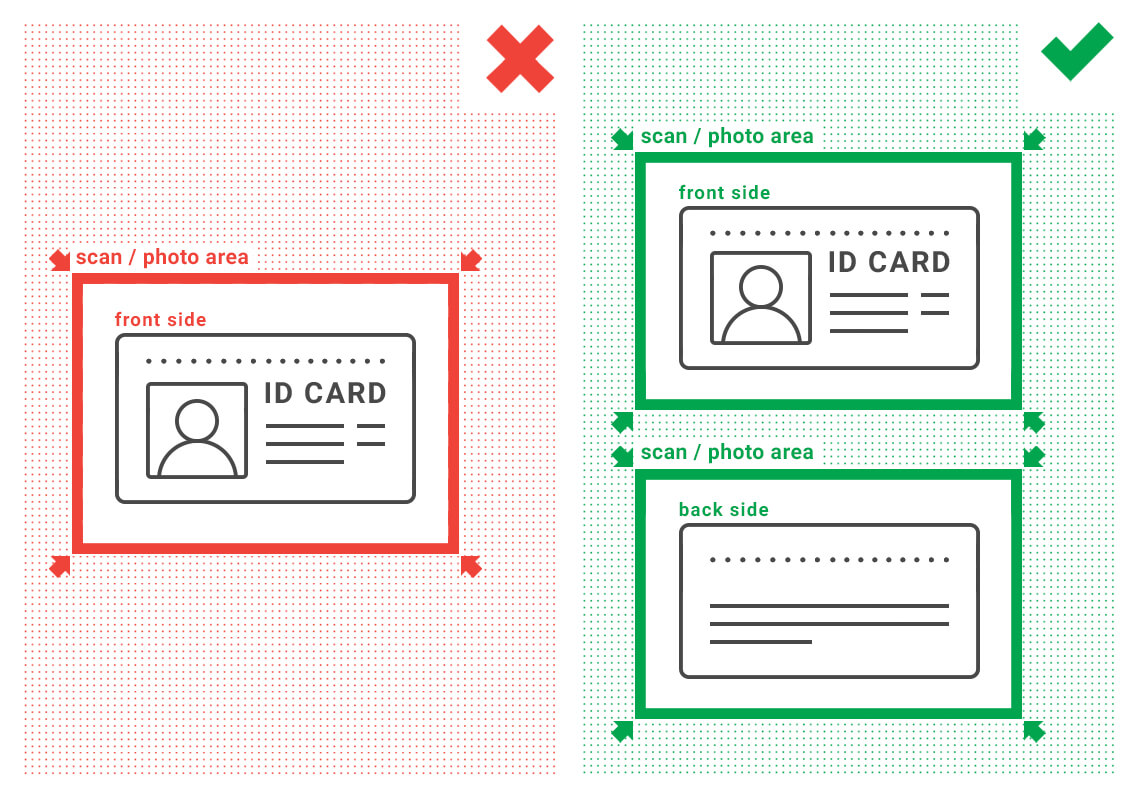 scan / photo area
front side
ID CARD
scan / photo area
front side
ID CARD
scan / photo area
back side